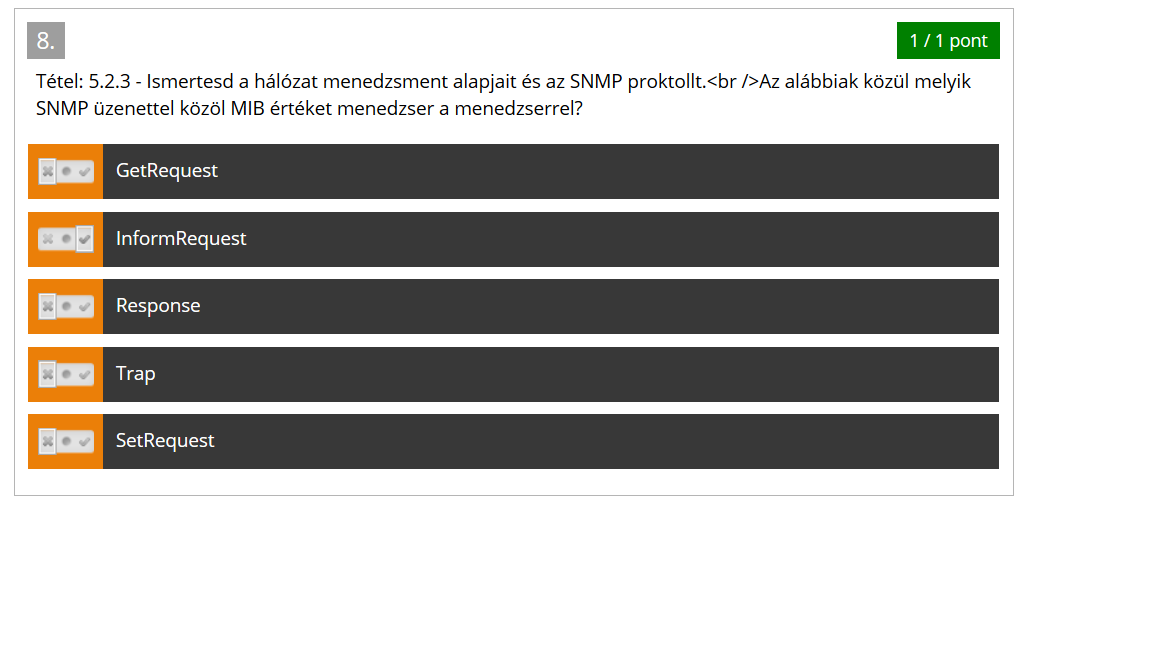 8.
1 / 1 pont
Tétel: 5.2.3 - Ismertesd a hálózat menedzsment alapjait és az SNMP proktollt.<br />Az alábbiak közül melyik
SNMP üzenettel közöl MIB értéket menedzser a menedzserrel?
GetRequest
InformRequest
Response
Trap
SetRequest